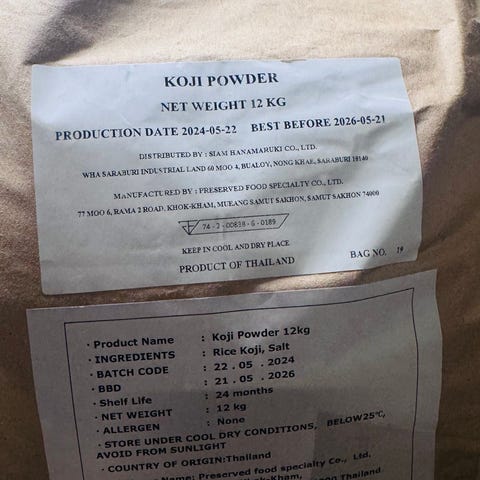 KOJI POWDER
NET WEIGHT 12 KG
PRODUCTION DATE 2024-05-22 BEST BEFORE 2026-05-21
DISTRIBUTED BY : SIAM HANAMARUKI CO., LTD.
WHA SARABURI INDUSTRIAL LAND 60 MOO 4, BUALOY, NONG KHAE, SARABURI 18140
MANUFACTURED BY : PRESERVED FOOD SPECIALTY CO., LTD.
77 MOO 6, RAMA 2 ROAD, KHOK-KHAM, MUEANG SAMUT SAKHON, SAMUT SAKHON 74000
74-2-00838-6-0189
KEEP IN COOL AND DRY PLACE
PRODUCT OF THAILAND BAG NO. 19
· Product Name : Koji Powder 12kg
· INGREDIENTS : Rice Koji, Salt
· BATCH CODE : 22 . 05 . 2024
· BBD : 21 . 05 . 2026
· Shelf Life : 24 months
· NET WEIGHT : 12 kg
· ALLERGEN : None
· STORE UNDER COOL DRY CONDITIONS, BELOW25℃,
AVOID FROM SUNLIGHT
· COUNTRY OF ORIGIN:Thailand
Name: Preserved food specialty Co., Ltd.
Thailand